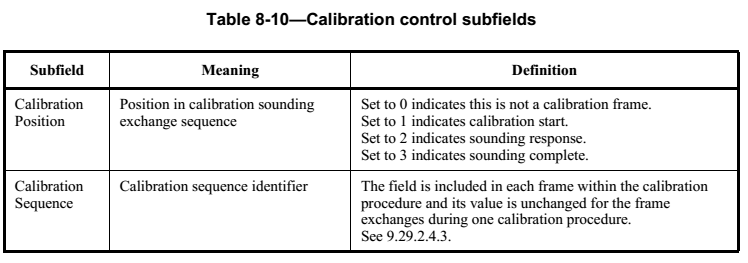 Table 8-10—Calibration control subfields
Subfield Meaning Definition
Calibration Position in calibration sounding Set to 0 indicates this is not a calibration frame.
Position exchange sequence Set to 1 indicates calibration start.
Set to 2 indicates sounding response.
Set to 3 indicates sounding complete.
Calibration Calibration sequence identifier The field is included in each frame within the calibration
Sequence procedure and its value is unchanged for the frame
exchanges during one calibration procedure.
See 9.29.2.4.3.